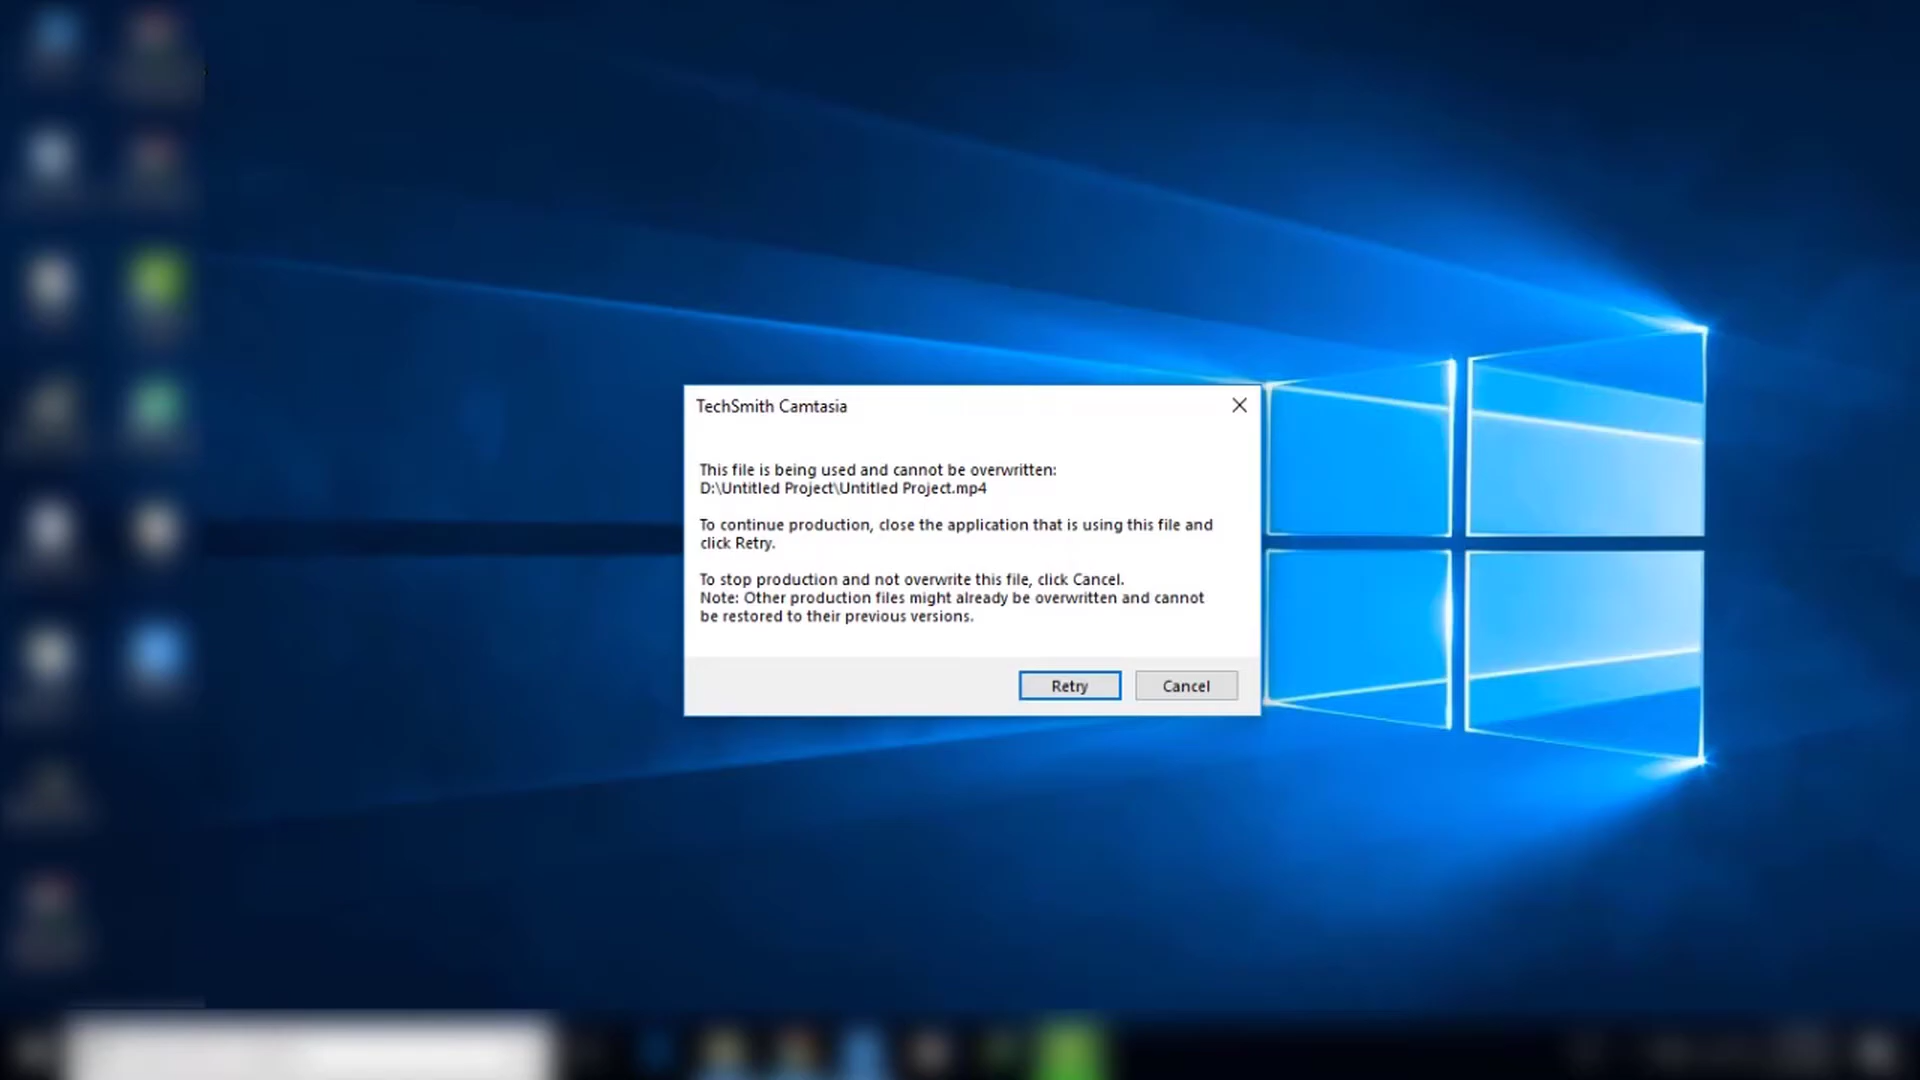 TechSmith Camtasia
This file is being used and cannot be overwritten:
D:\Untitled Project\Untitled Project.mp4
To continue production, close the application that is using this file and
click Retry.
To stop production and not overwrite this file, click Cancel.
Note: Other production files might already be overwritten and cannot
be restored to their previous versions.
Retry
Cancel